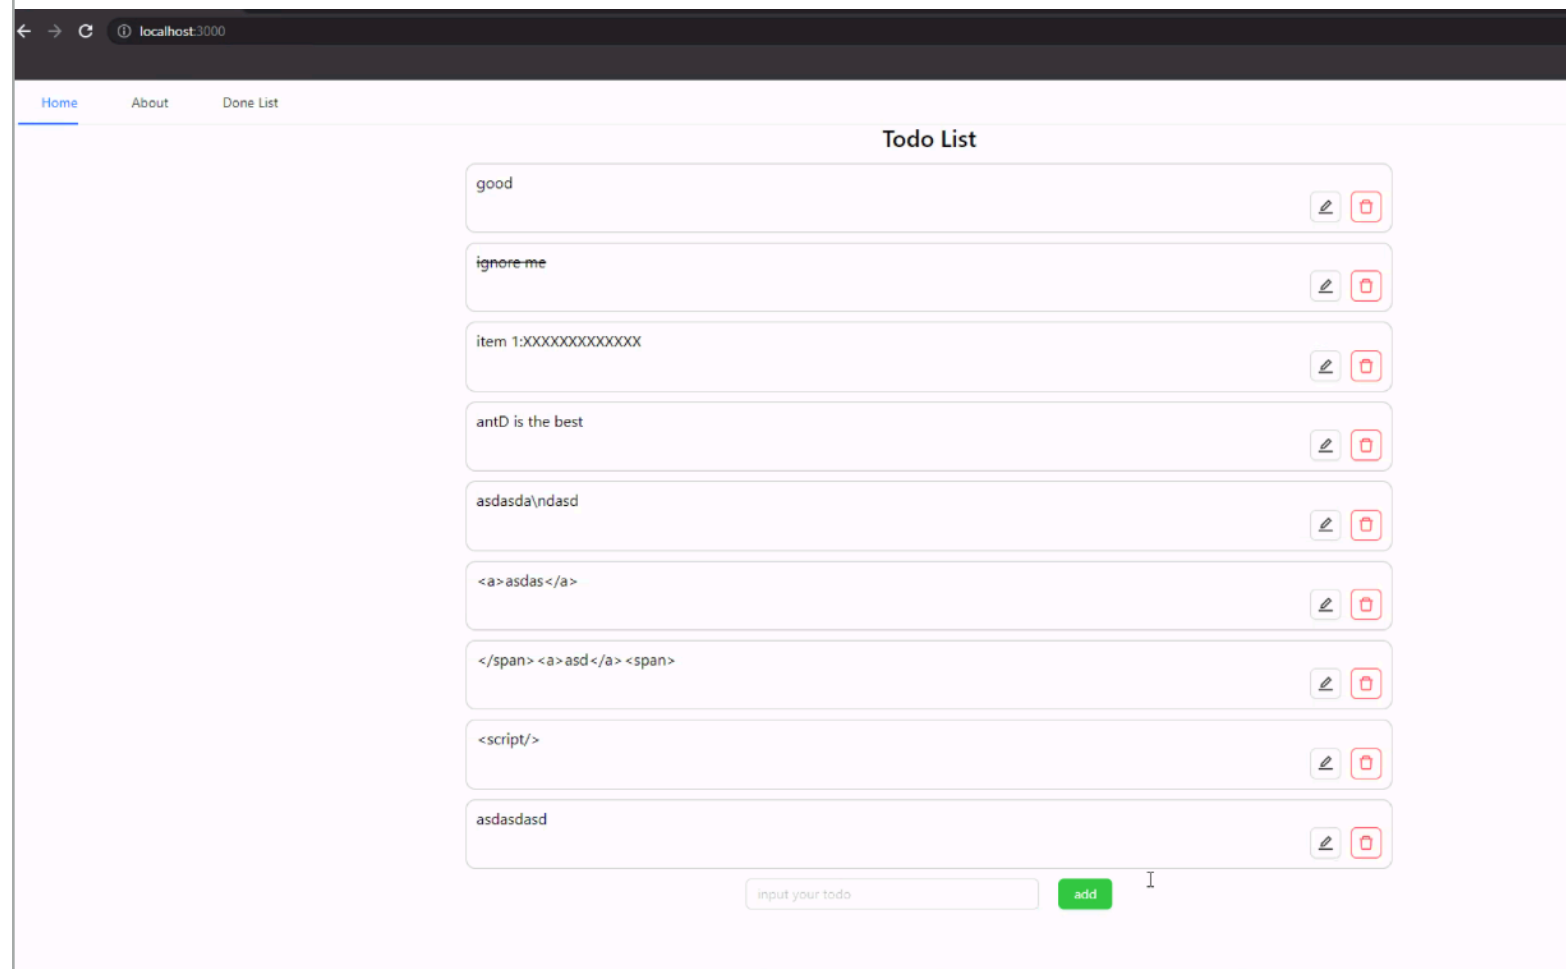 localhost:3000
Home About Done List
Todo List
good
ignore me
item 1:XXXXXXXXXXXXX
antD is the best
asdasda\ndasd
<a>asdas</a>
</span><a>asd</a><span>
<script/>
asdasdasd
input your todo add